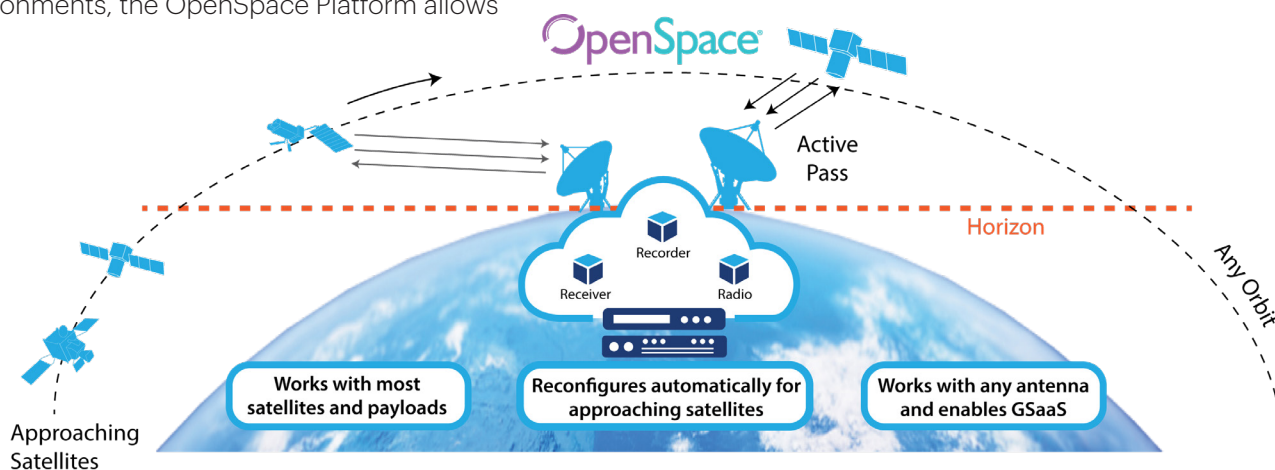 onments, the OpenSpace Platform allows
OpenSpace®
Active
Pass
Horizon
Any Orbit
Recorder
Receiver
Radio
Works with most
satellites and payloads
Reconfigures automatically for
approaching satellites
Works with any antenna
and enables GSaaS
Approaching
Satellites